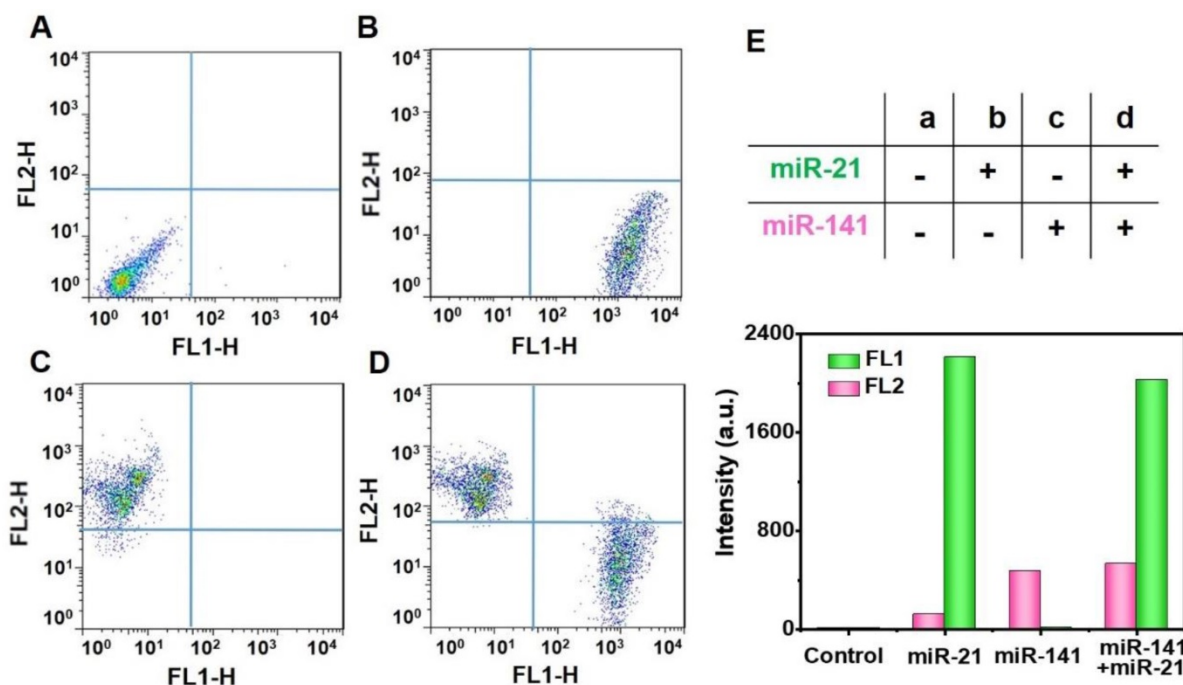 A
10⁴
10³
10²
10¹
10⁰
FL2-H
10⁰ 10¹ 10² 10³ 10⁴
FL1-H
B
10⁴
10³
10²
10¹
10⁰
FL2-H
10⁰ 10¹ 10² 10³ 10⁴
FL1-H
E
a b c d
miR-21 - + - +
miR-141 - - + +
C
10⁴
10³
10²
10¹
10⁰
FL2-H
10⁰ 10¹ 10² 10³ 10⁴
FL1-H
D
10⁴
10³
10²
10¹
10⁰
FL2-H
10⁰ 10¹ 10² 10³ 10⁴
FL1-H
2400
1600
800
0
Intensity (a.u.)
FL1
FL2
Control miR-21 miR-141 miR-141
+miR-21